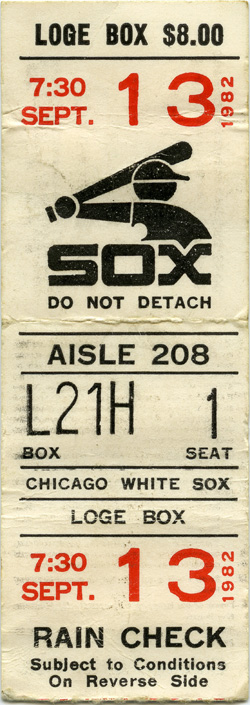 LOGE BOX $8.00
7:30
SEPT. 13 1982
SOX
DO NOT DETACH
AISLE 208
L21H 1
BOX SEAT
CHICAGO WHITE SOX
LOGE BOX
7:30
SEPT. 13 1982
RAIN CHECK
Subject to Conditions
On Reverse Side